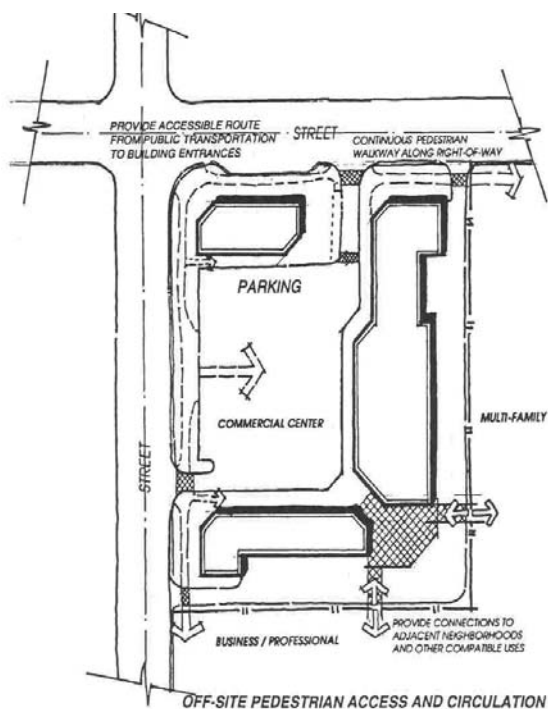 PROVIDE ACCESSIBLE ROUTE
FROM PUBLIC TRANSPORTATION
TO BUILDING ENTRANCES
STREET
CONTINUOUS PEDESTRIAN
WALKWAY ALONG RIGHT-OF-WAY
PARKING
COMMERCIAL CENTER
MULTI-FAMILY
STREET
BUSINESS / PROFESSIONAL
PROVIDE CONNECTIONS TO
ADJACENT NEIGHBORHOODS
AND OTHER COMPATIBLE USES
OFF-SITE PEDESTRIAN ACCESS AND CIRCULATION